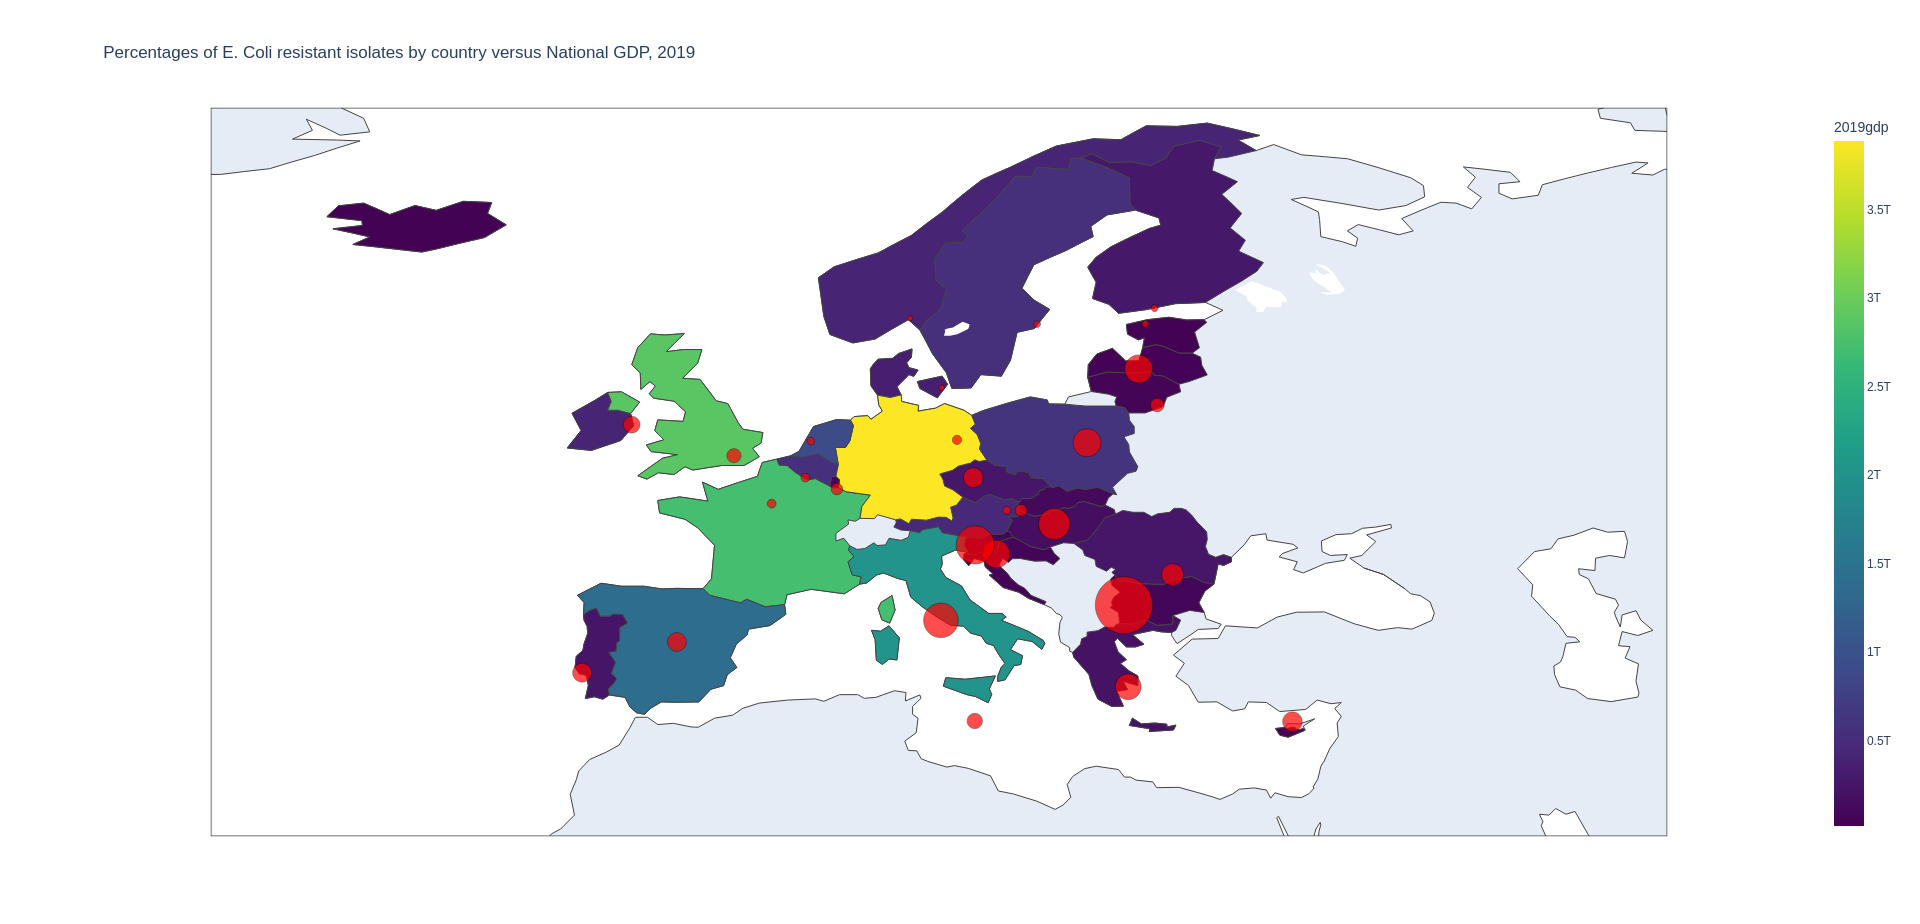 Percentages of E. Coli resistant isolates by country versus National GDP, 2019
2019gdp
3.5T
3T
2.5T
2T
1.5T
1T
0.5T